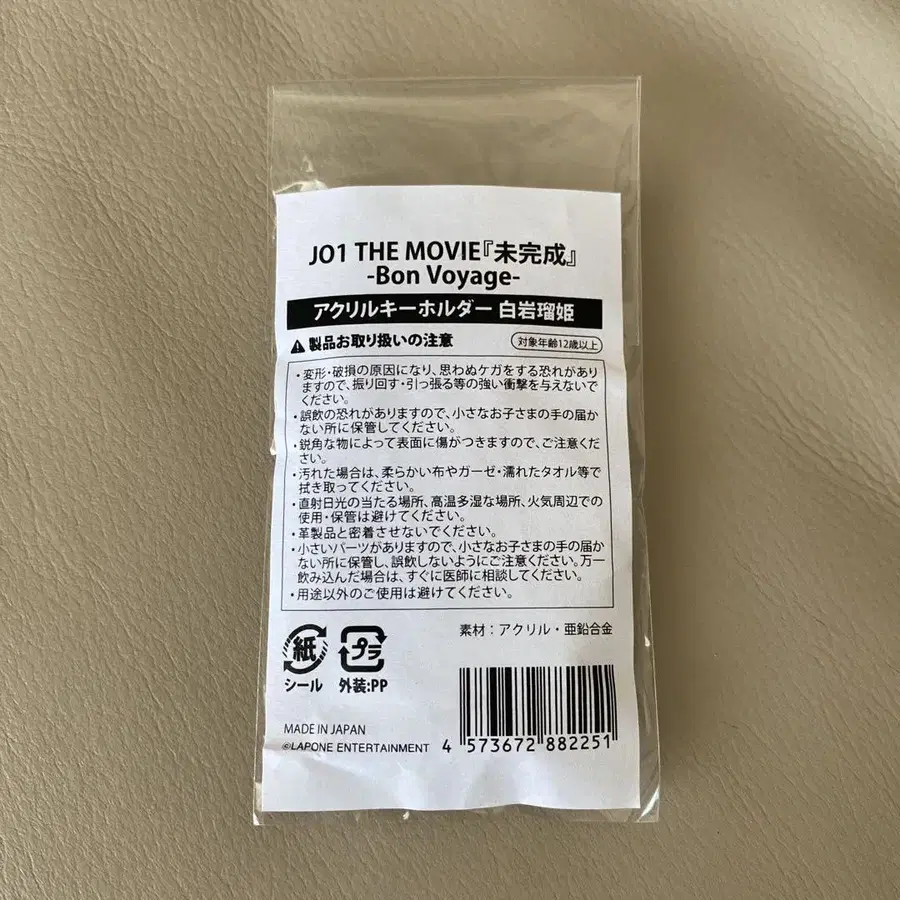 JO1 THE MOVIE『未完成』
-Bon Voyage-
アクリルキーホルダー 白岩瑠姫
製品お取り扱いの注意
対象年齢12歳以上
・変形・破損の原因になり、思わぬケガをする恐れがあり
ますので、振り回す・引っ張る等の強い衝撃を与えないで
ください。
・誤飲の恐れがありますので、小さなお子さまの手の届か
ない所に保管してください。
・鋭角な物によって表面に傷がつきますので、ご注意くだ
さい。
・汚れた場合は、柔らかい布やガーゼ・濡れたタオル等で
拭き取ってください。
・直射日光の当たる場所、高温多湿な場所、火気周辺での
使用・保管は避けてください。
・革製品と密着させないでください。
・小さいパーツがありますので、小さなお子さまの手の届か
ない所に保管し、誤飲しないようにご注意ください。万一
飲み込んだ場合は、すぐに医師に相談してください。
・用途以外のご使用は避けてください。
素材：アクリル・亜鉛合金
紙
シール
プラ
外装:PP
MADE IN JAPAN
©LAPONE ENTERTAINMENT
4 573672 882251